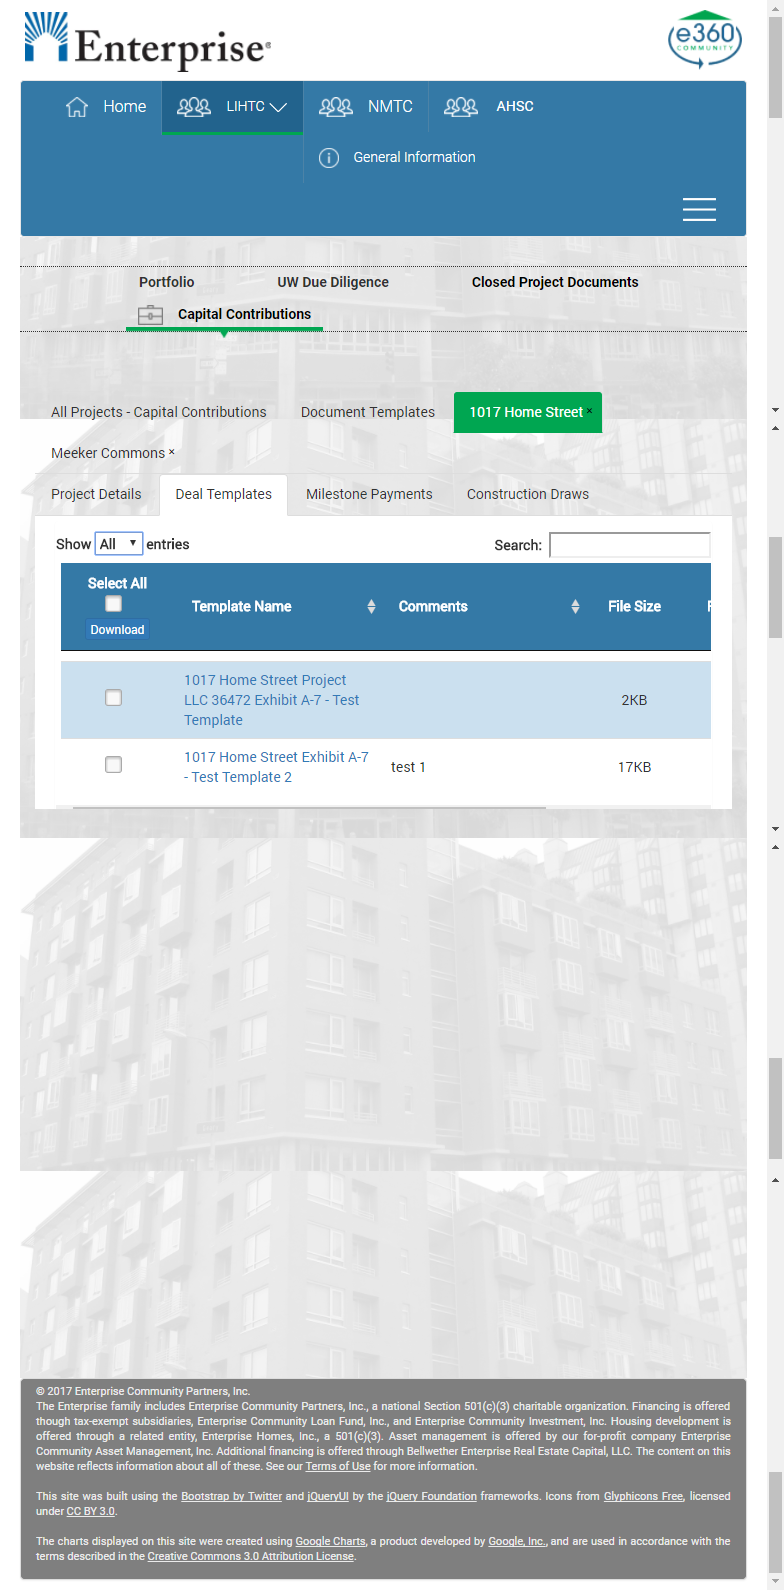 Enterprise®
e360
COMMUNITY
Home
LIHTC
NMTC
AHSC
General Information
Portfolio
UW Due Diligence
Closed Project Documents
Capital Contributions
All Projects - Capital Contributions
Document Templates
1017 Home Street ×
Meeker Commons ×
Project Details
Deal Templates
Milestone Payments
Construction Draws
Show All entries
Search:
Select All
Download
Template Name
Comments
File Size
1017 Home Street Project
LLC 36472 Exhibit A-7 - Test
Template
2KB
1017 Home Street Exhibit A-7
- Test Template 2
test 1
17KB
© 2017 Enterprise Community Partners, Inc.
The Enterprise family includes Enterprise Community Partners, Inc., a national Section 501(c)(3) charitable organization. Financing is offered
though tax-exempt subsidiaries, Enterprise Community Loan Fund, Inc., and Enterprise Community Investment, Inc. Housing development is
offered through a related entity, Enterprise Homes, Inc., a 501(c)(3). Asset management is offered by our for-profit company Enterprise
Community Asset Management, Inc. Additional financing is offered through Bellwether Enterprise Real Estate Capital, LLC. The content on this
website reflects information about all of these. See our Terms of Use for more information.
This site was built using the Bootstrap by Twitter and jQueryUI by the jQuery Foundation frameworks. Icons from Glyphicons Free, licensed
under CC BY 3.0.
The charts displayed on this site were created using Google Charts, a product developed by Google, Inc., and are used in accordance with the
terms described in the Creative Commons 3.0 Attribution License.